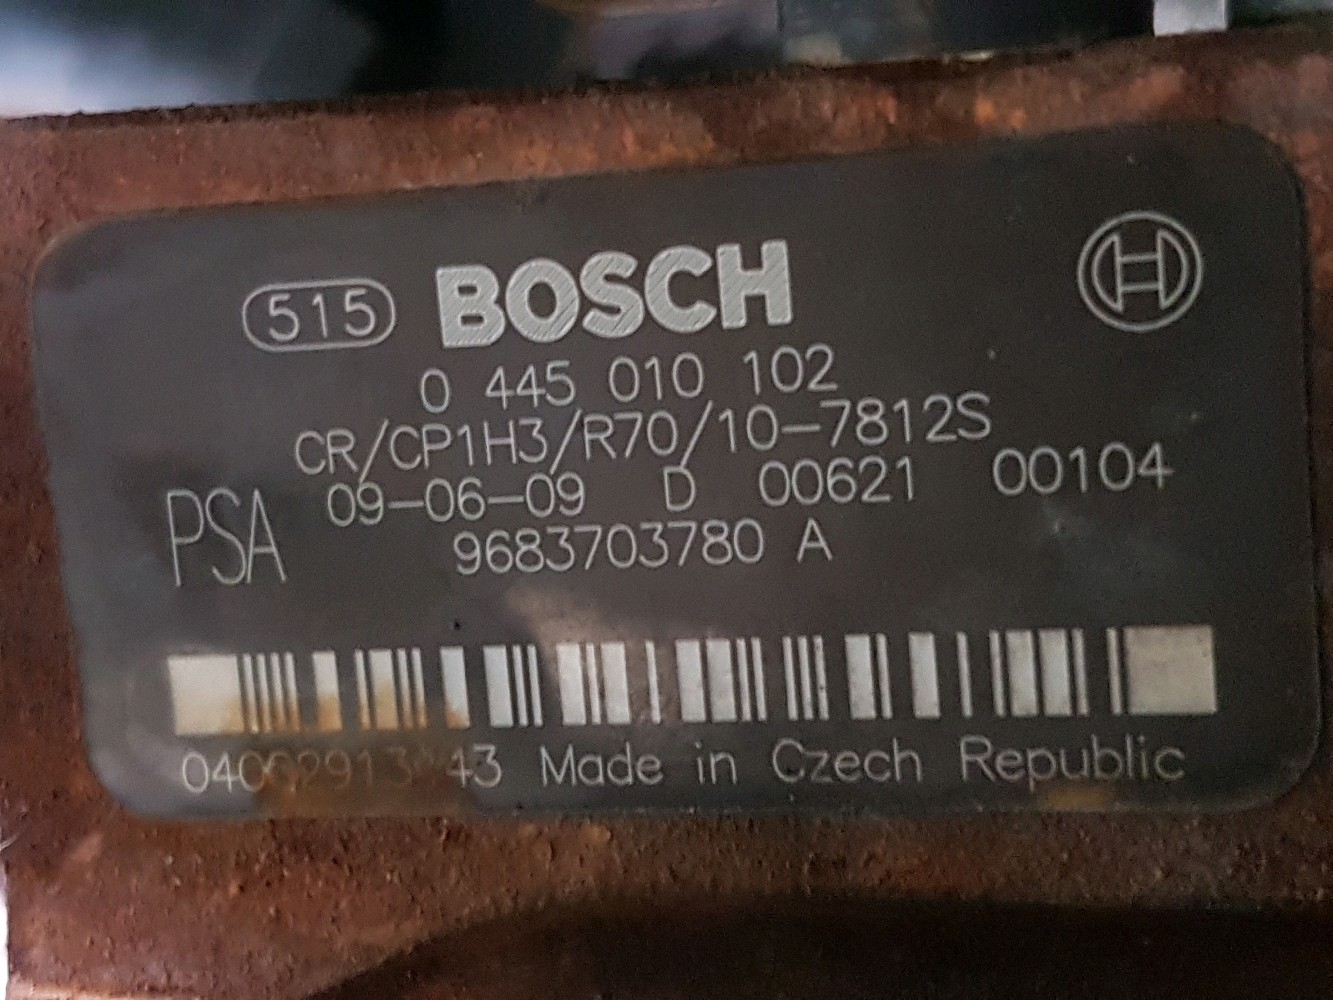 515 BOSCH
0 445 010 102
CR/CP1H3/R70/10-7812S
PSA 09-06-09 D 00621 00104
9683703780 A
Made in Czech Republic